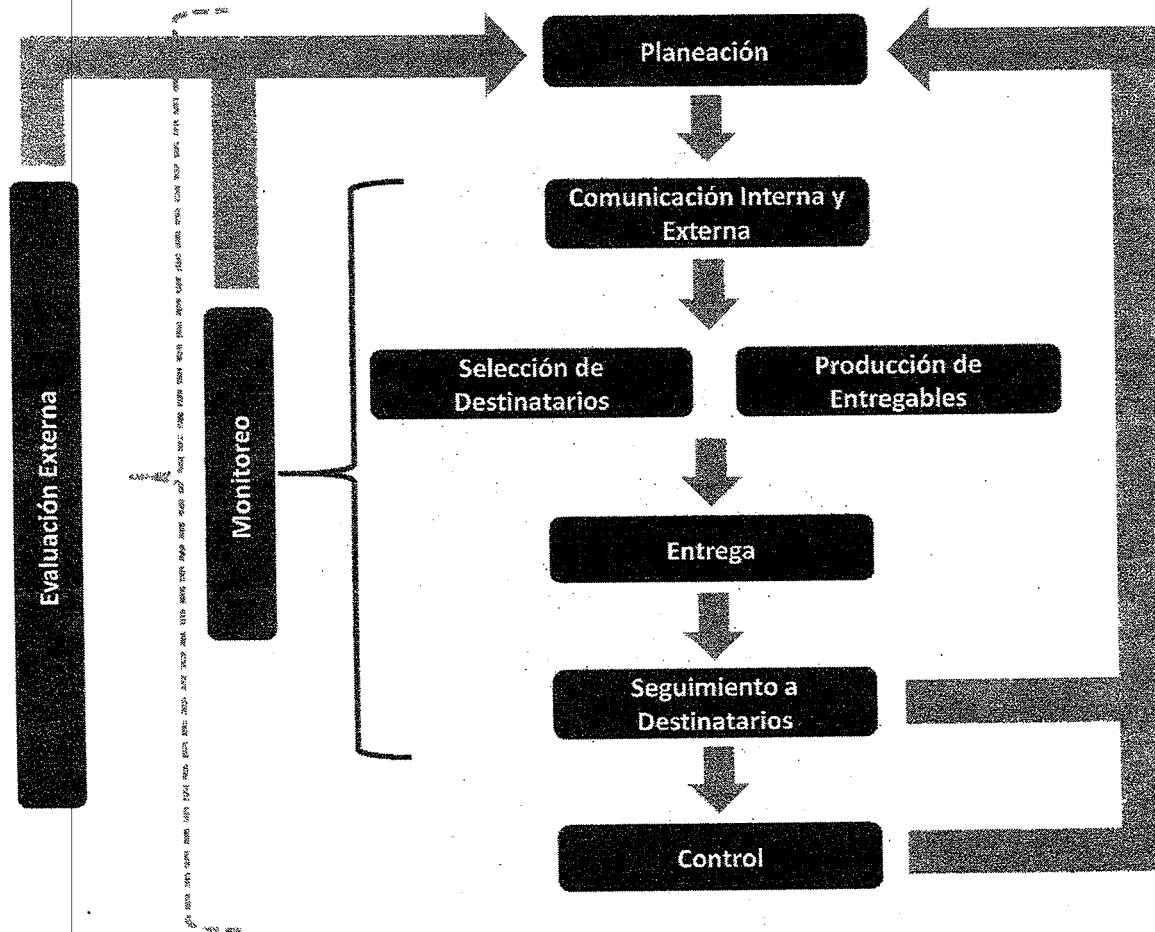 Planeación
Comunicación Interna y
Externa
Selección de
Destinatarios
Producción de
Entregables
Entrega
Seguimiento a
Destinatarios
Control
Monitoreo
Evaluación Externa